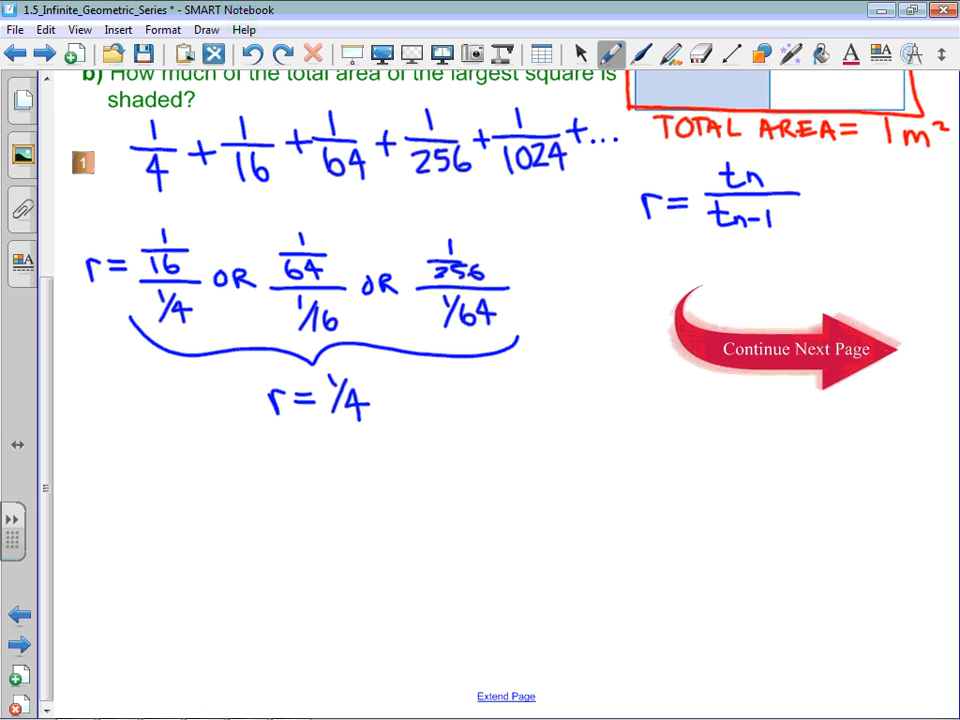 1.5_Infinite_Geometric_Series * - SMART Notebook
File Edit View Insert Format Draw Help
b) How much of the total area of the largest square is
shaded?
TOTAL AREA = 1 m²
1/4 + 1/16 + 1/64 + 1/256 + 1/1024 + ...
1
r = tn/tn-1
r = 1/16 / 1/4 OR 1/64 / 1/16 OR 1/256 / 1/64
Continue Next Page
r = 1/4
Extend Page